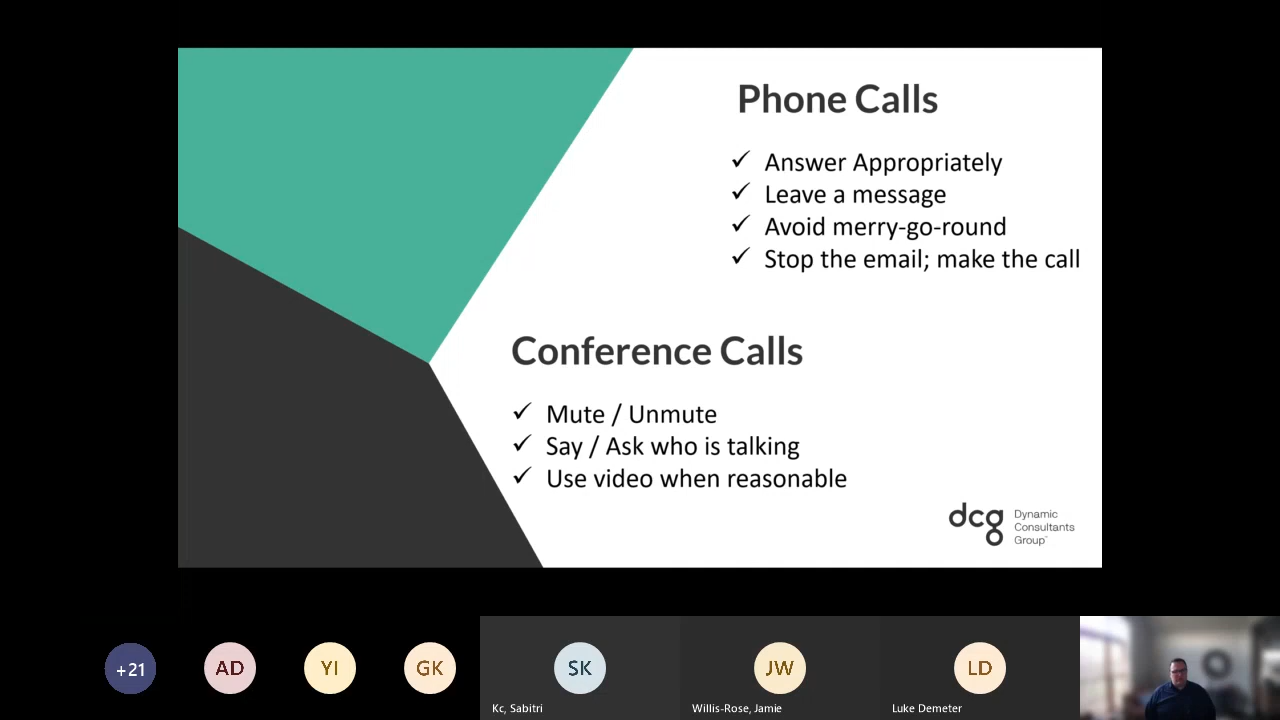 Phone Calls
✓ Answer Appropriately
✓ Leave a message
✓ Avoid merry-go-round
✓ Stop the email; make the call
Conference Calls
✓ Mute / Unmute
✓ Say / Ask who is talking
✓ Use video when reasonable
dcg
Dynamic
Consultants
Group
+21
AD
YI
GK
SK
JW
LD
Kc, Sabitri
Willis-Rose, Jamie
Luke Demeter